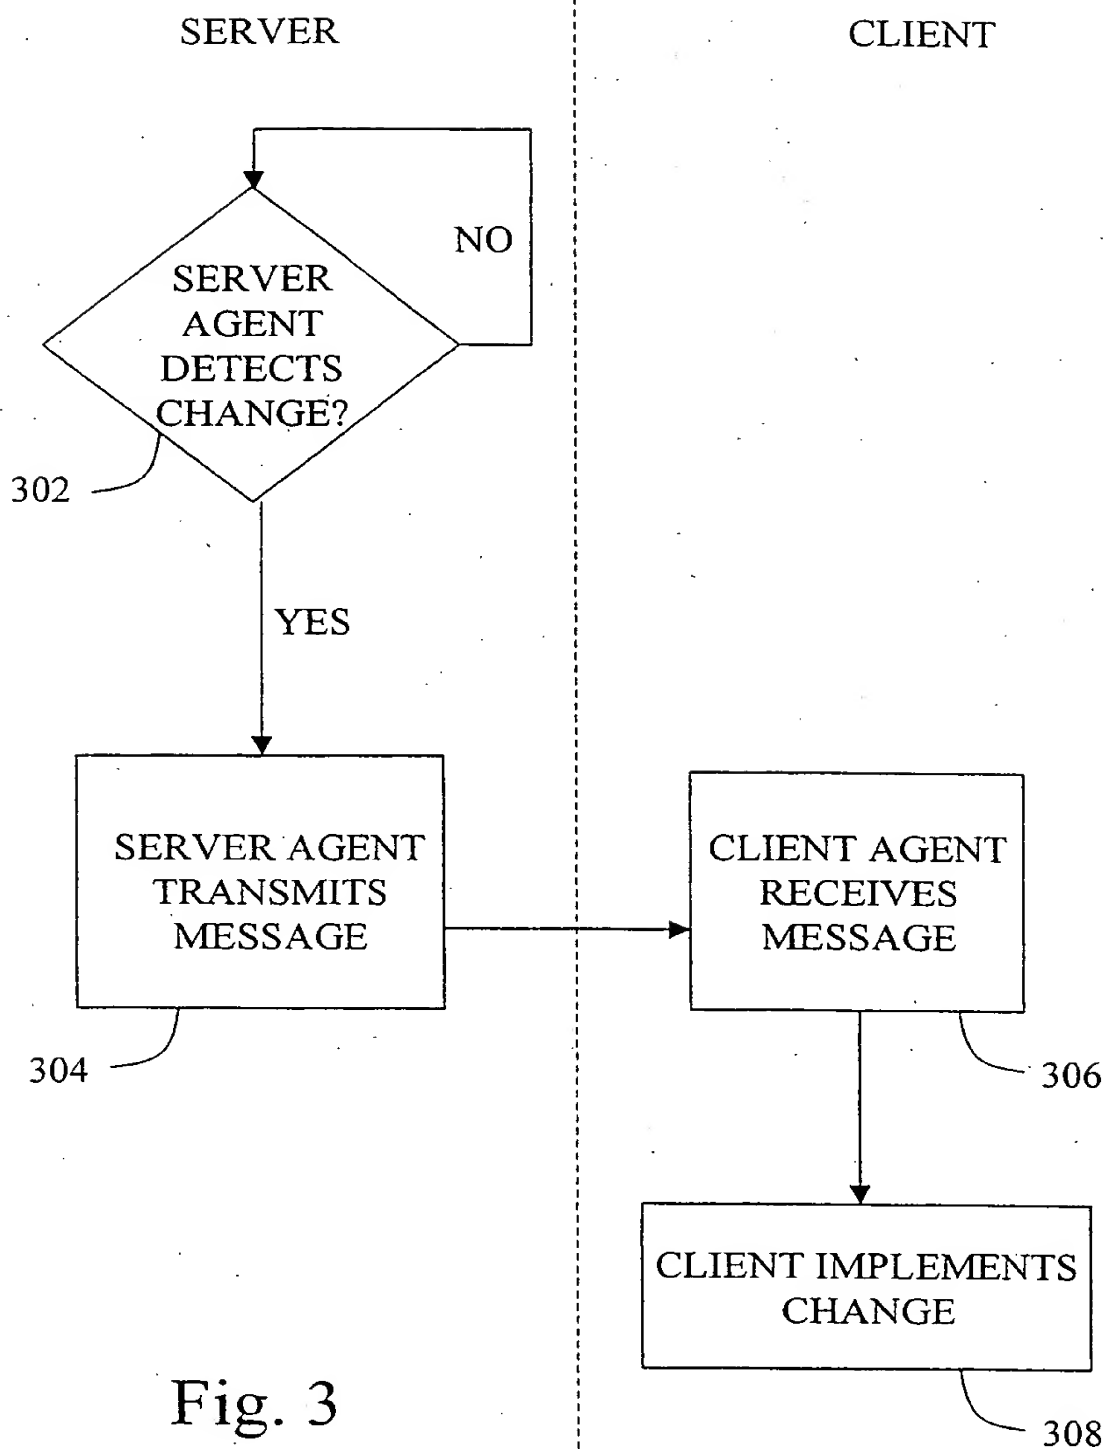 SERVER
CLIENT
NO
SERVER
AGENT
DETECTS
CHANGE?
302
YES
SERVER AGENT
TRANSMITS
MESSAGE
304
CLIENT AGENT
RECEIVES
MESSAGE
306
CLIENT IMPLEMENTS
CHANGE
308
Fig. 3